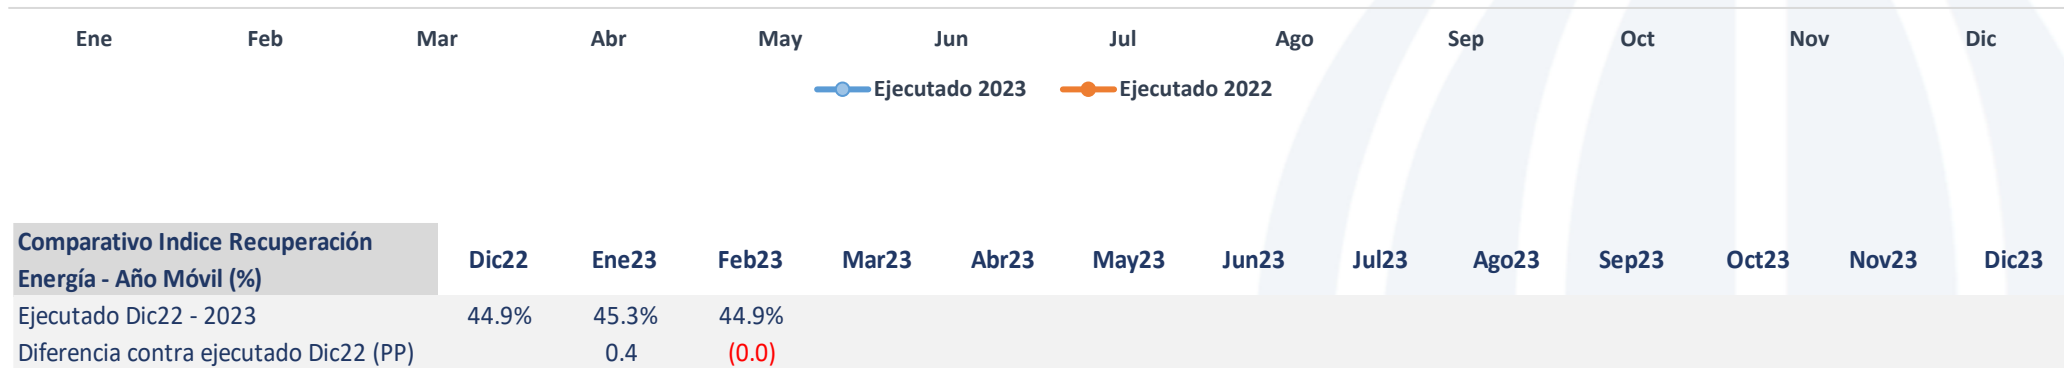 Ene Feb Mar Abr May Jun Jul Ago Sep Oct Nov Dic
Ejecutado 2023 Ejecutado 2022
Comparativo Indice Recuperación
Energía - Año Móvil (%)
Dic22 Ene23 Feb23 Mar23 Abr23 May23 Jun23 Jul23 Ago23 Sep23 Oct23 Nov23 Dic23
Ejecutado Dic22 - 2023 44.9% 45.3% 44.9%
Diferencia contra ejecutado Dic22 (PP) 0.4 (0.0)